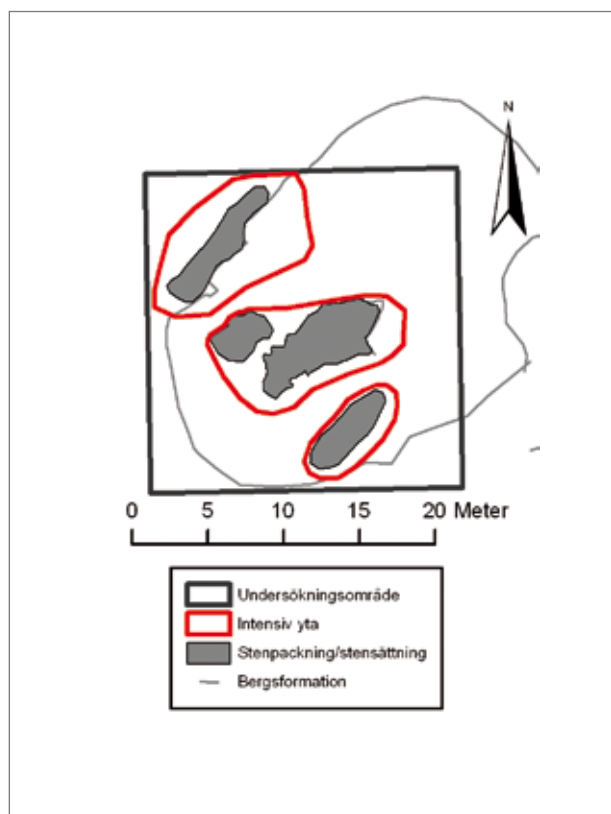 N
0 5 10 15 20 Meter
Undersökningsområde
Intensiv yta
Stenpackning/stensättning
Bergsformation